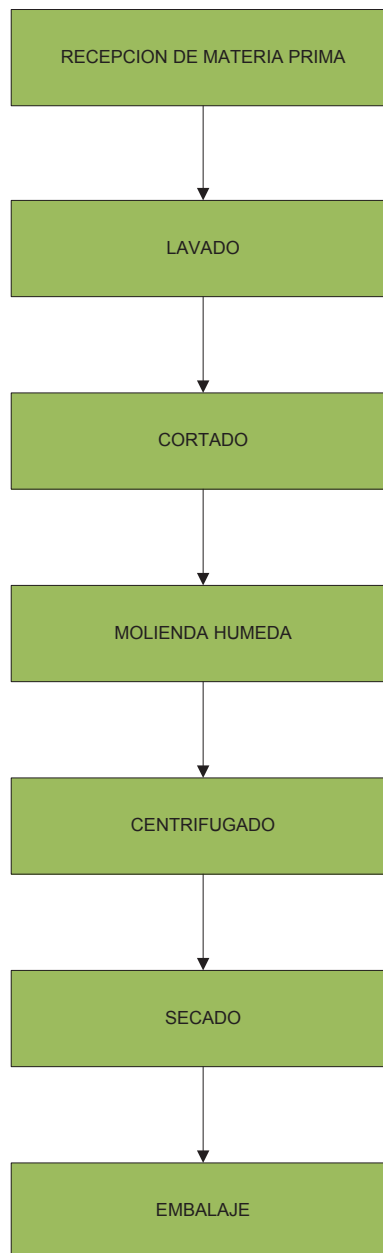 RECEPCION DE MATERIA PRIMA
LAVADO
CORTADO
MOLIENDA HUMEDA
CENTRIFUGADO
SECADO
EMBALAJE